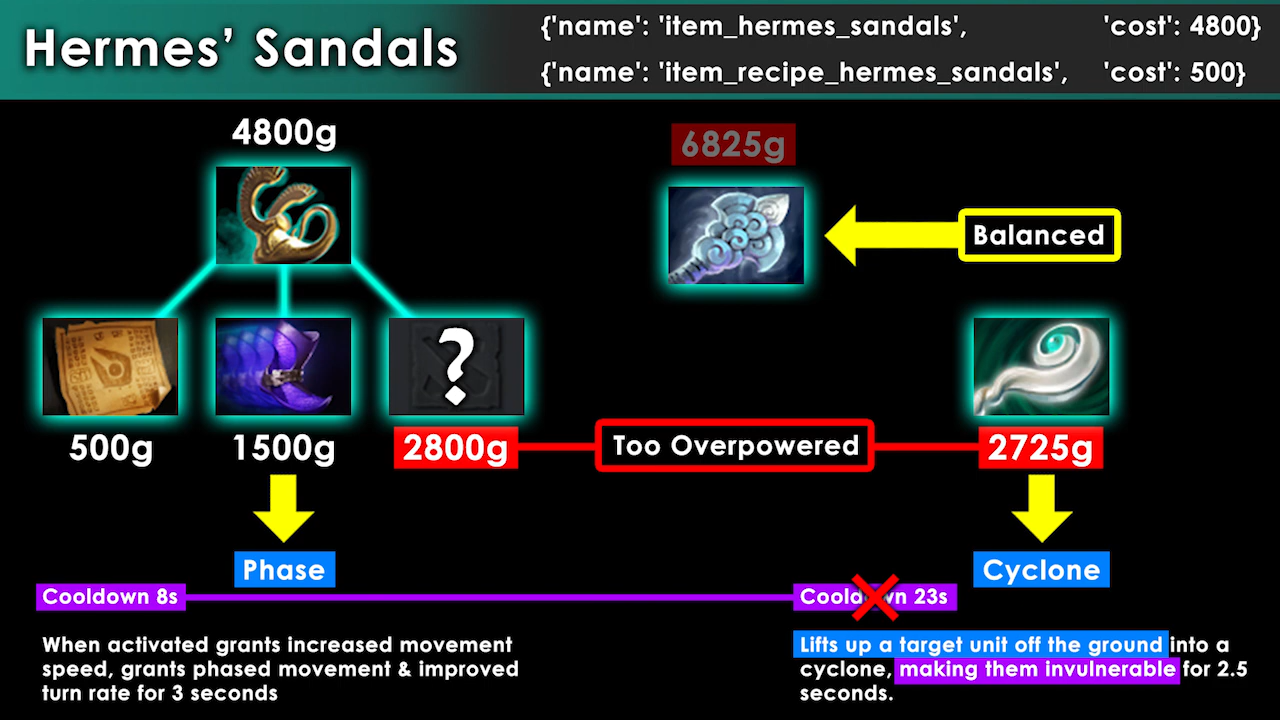 Hermes’ Sandals
{'name': 'item_hermes_sandals', 'cost': 4800}
{'name': 'item_recipe_hermes_sandals', 'cost': 500}
4800g
6825g
Balanced
?
500g
1500g
2800g
Too Overpowered
2725g
Phase
Cyclone
Cooldown 8s
Cooldown 23s
When activated grants increased movement
speed, grants phased movement & improved
turn rate for 3 seconds
Lifts up a target unit off the ground into a
cyclone, making them invulnerable for 2.5
seconds.